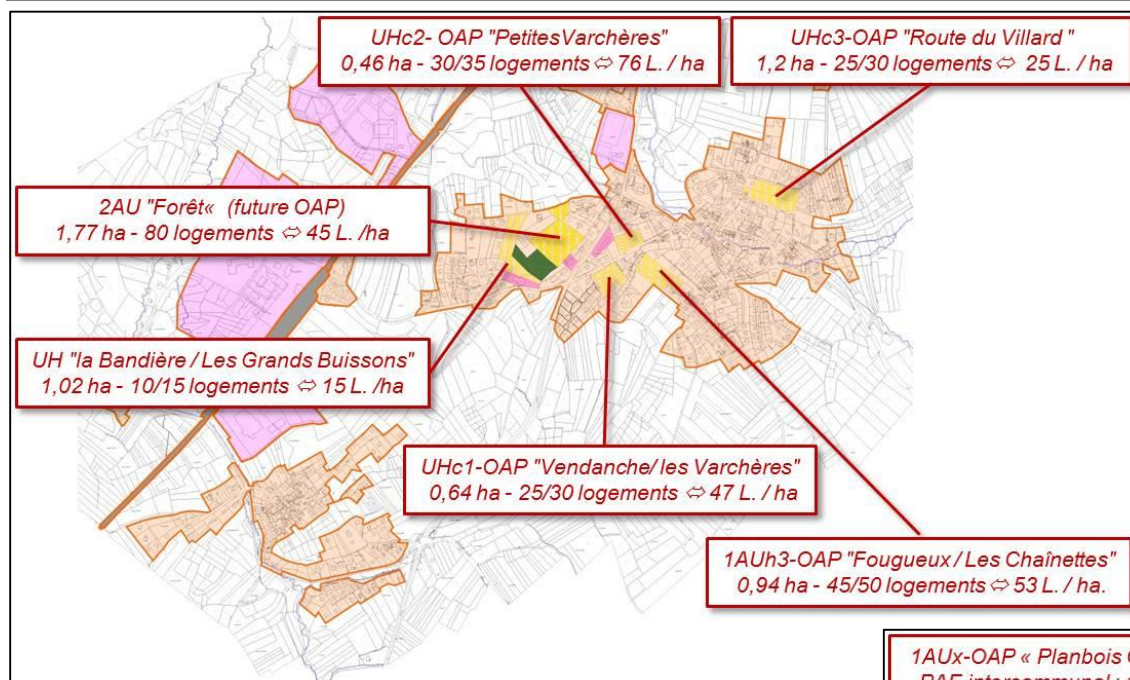 UHc2- OAP "PetitesVarchères"
0,46 ha - 30/35 logements ⇔ 76 L. / ha
UHc3-OAP "Route du Villard "
1,2 ha - 25/30 logements ⇔ 25 L. / ha
2AU "Forêt« (future OAP)
1,77 ha - 80 logements ⇔ 45 L. /ha
UH "la Bandière / Les Grands Buissons"
1,02 ha - 10/15 logements ⇔ 15 L. /ha
UHc1-OAP "Vendanche/ les Varchères"
0,64 ha - 25/30 logements ⇔ 47 L. / ha
1AUh3-OAP "Fougueux / Les Chaînettes"
0,94 ha - 45/50 logements ⇔ 53 L. / ha.
1AUx-OAP « Planbois
PAE intercommunal